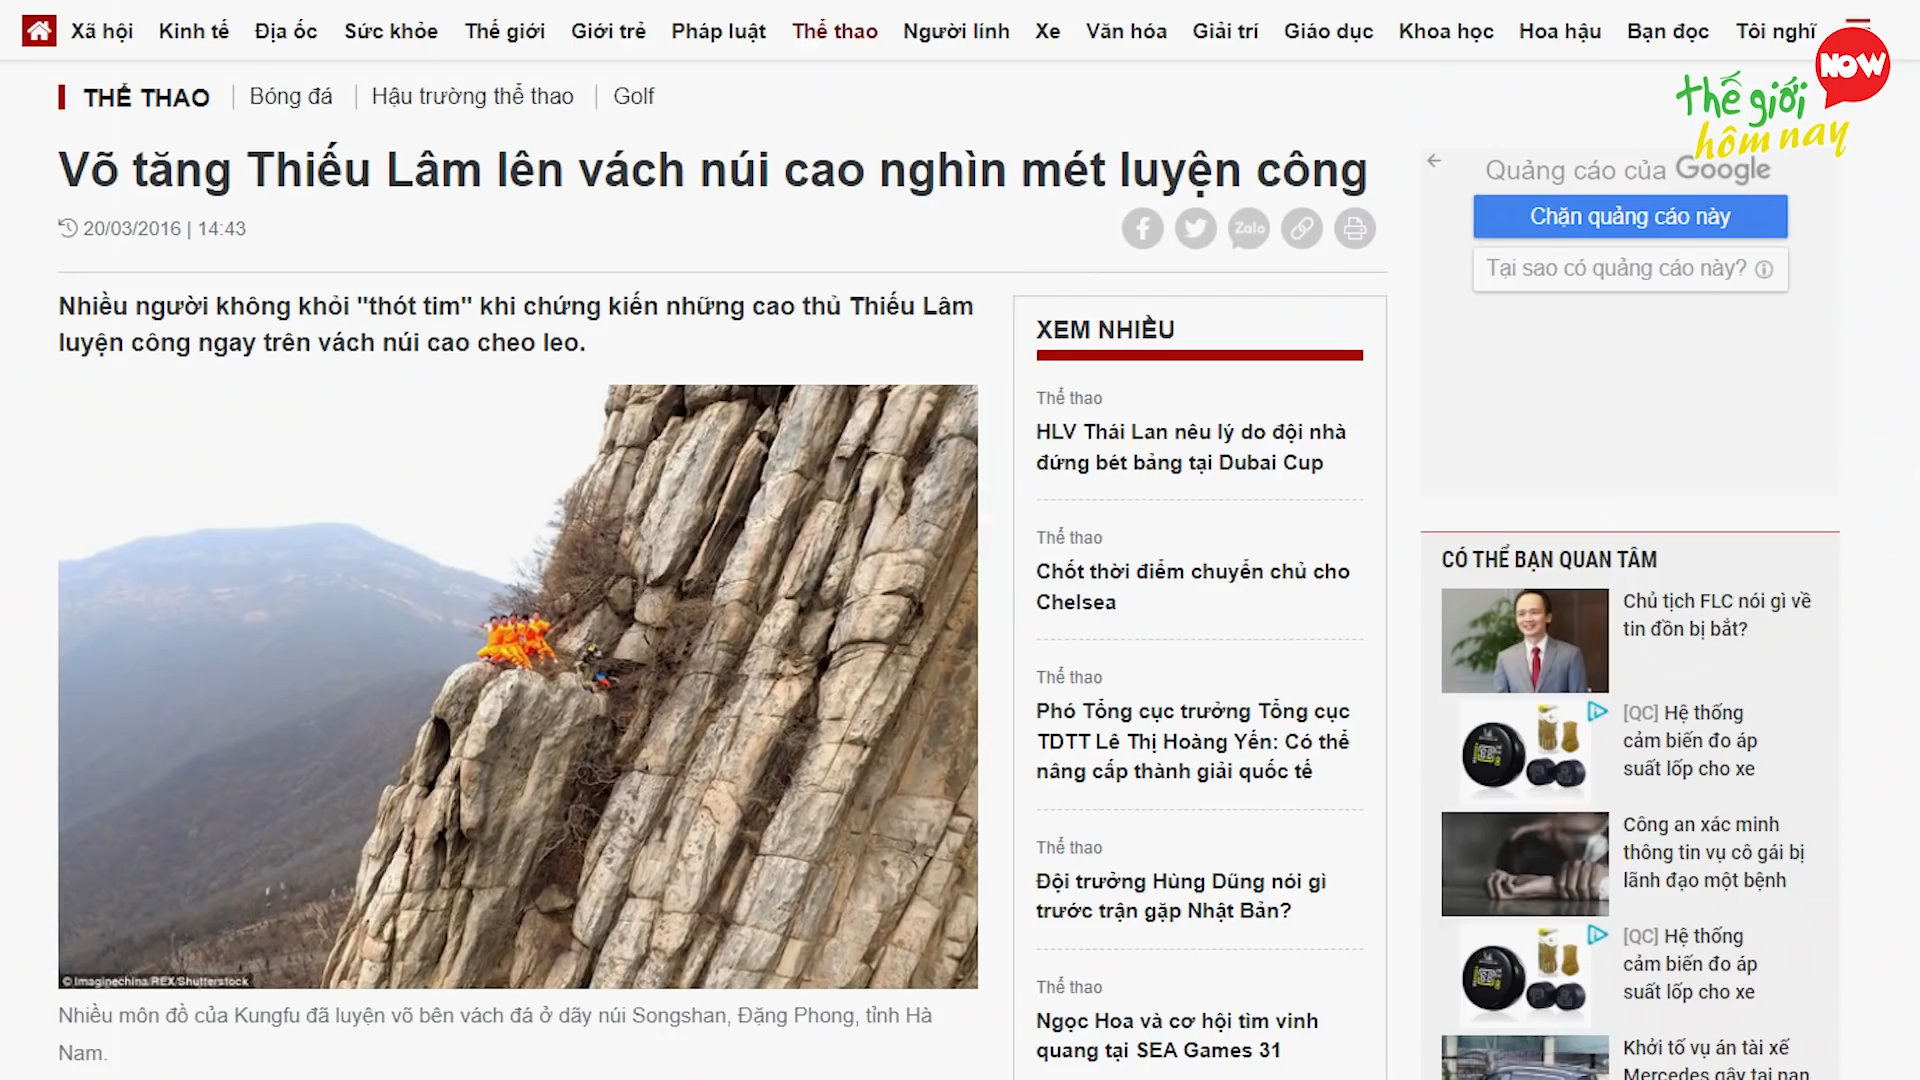 Xã hội Kinh tế Địa ốc Sức khỏe Thế giới Giới trẻ Pháp luật Thể thao Người lính Xe Văn hóa Giải trí Giáo dục Khoa học Hoa hậu Bạn đọc Tôi nghĩ
NOW
thế giới
hôm nay
THỂ THAO Bóng đá Hậu trường thể thao Golf
Võ tăng Thiếu Lâm lên vách núi cao nghìn mét luyện công
20/03/2016 | 14:43
Zalo
Nhiều người không khỏi "thót tim" khi chứng kiến những cao thủ Thiếu Lâm
luyện công ngay trên vách núi cao cheo leo.
© Imaginechina.REX/Shutterstock
Nhiều môn đồ của Kungfu đã luyện võ bên vách đá ở dãy núi Songshan, Đặng Phong, tỉnh Hà
Nam.
XEM NHIỀU
Thể thao
HLV Thái Lan nêu lý do đội nhà
đứng bét bảng tại Dubai Cup
Thể thao
Chốt thời điểm chuyển chủ cho
Chelsea
Thể thao
Phó Tổng cục trưởng Tổng cục
TDTT Lê Thị Hoàng Yến: Có thể
nâng cấp thành giải quốc tế
Thể thao
Đội trưởng Hùng Dũng nói gì
trước trận gặp Nhật Bản?
Thể thao
Ngọc Hoa và cơ hội tìm vinh
quang tại SEA Games 31
Quảng cáo của Google
Chặn quảng cáo này
Tại sao có quảng cáo này?
CÓ THỂ BẠN QUAN TÂM
Chủ tịch FLC nói gì về
tin đồn bị bắt?
[QC] Hệ thống
cảm biến đo áp
suất lốp cho xe
Công an xác minh
thông tin vụ cô gái bị
lãnh đạo một bệnh
[QC] Hệ thống
cảm biến đo áp
suất lốp cho xe
Khởi tố vụ án tài xế
Mercedes gây tai nạn